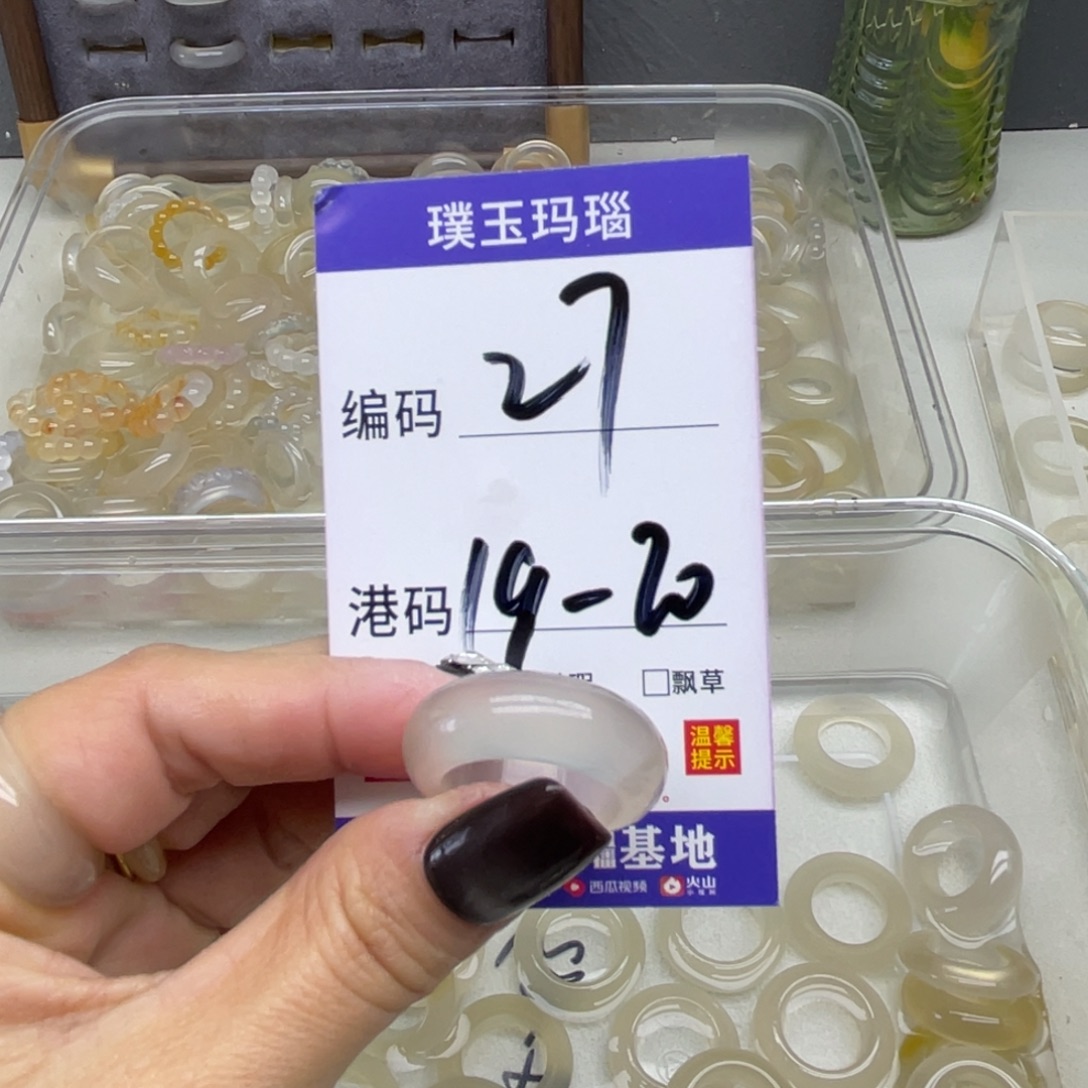 璞玉玛瑙
编码 27
港码 19-20
□飘草
温馨
提示
基地
西瓜视频 火山